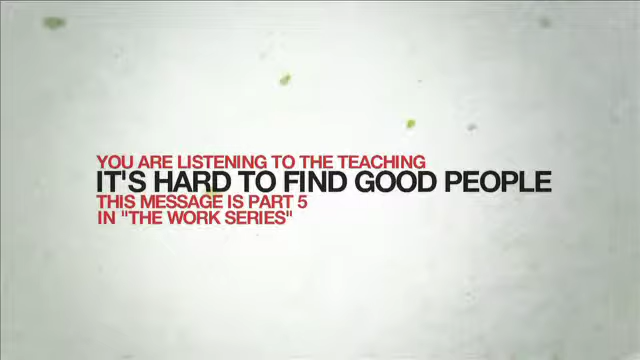 YOU ARE LISTENING TO THE TEACHING
IT'S HARD TO FIND GOOD PEOPLE
THIS MESSAGE IS PART 5
IN "THE WORK SERIES"